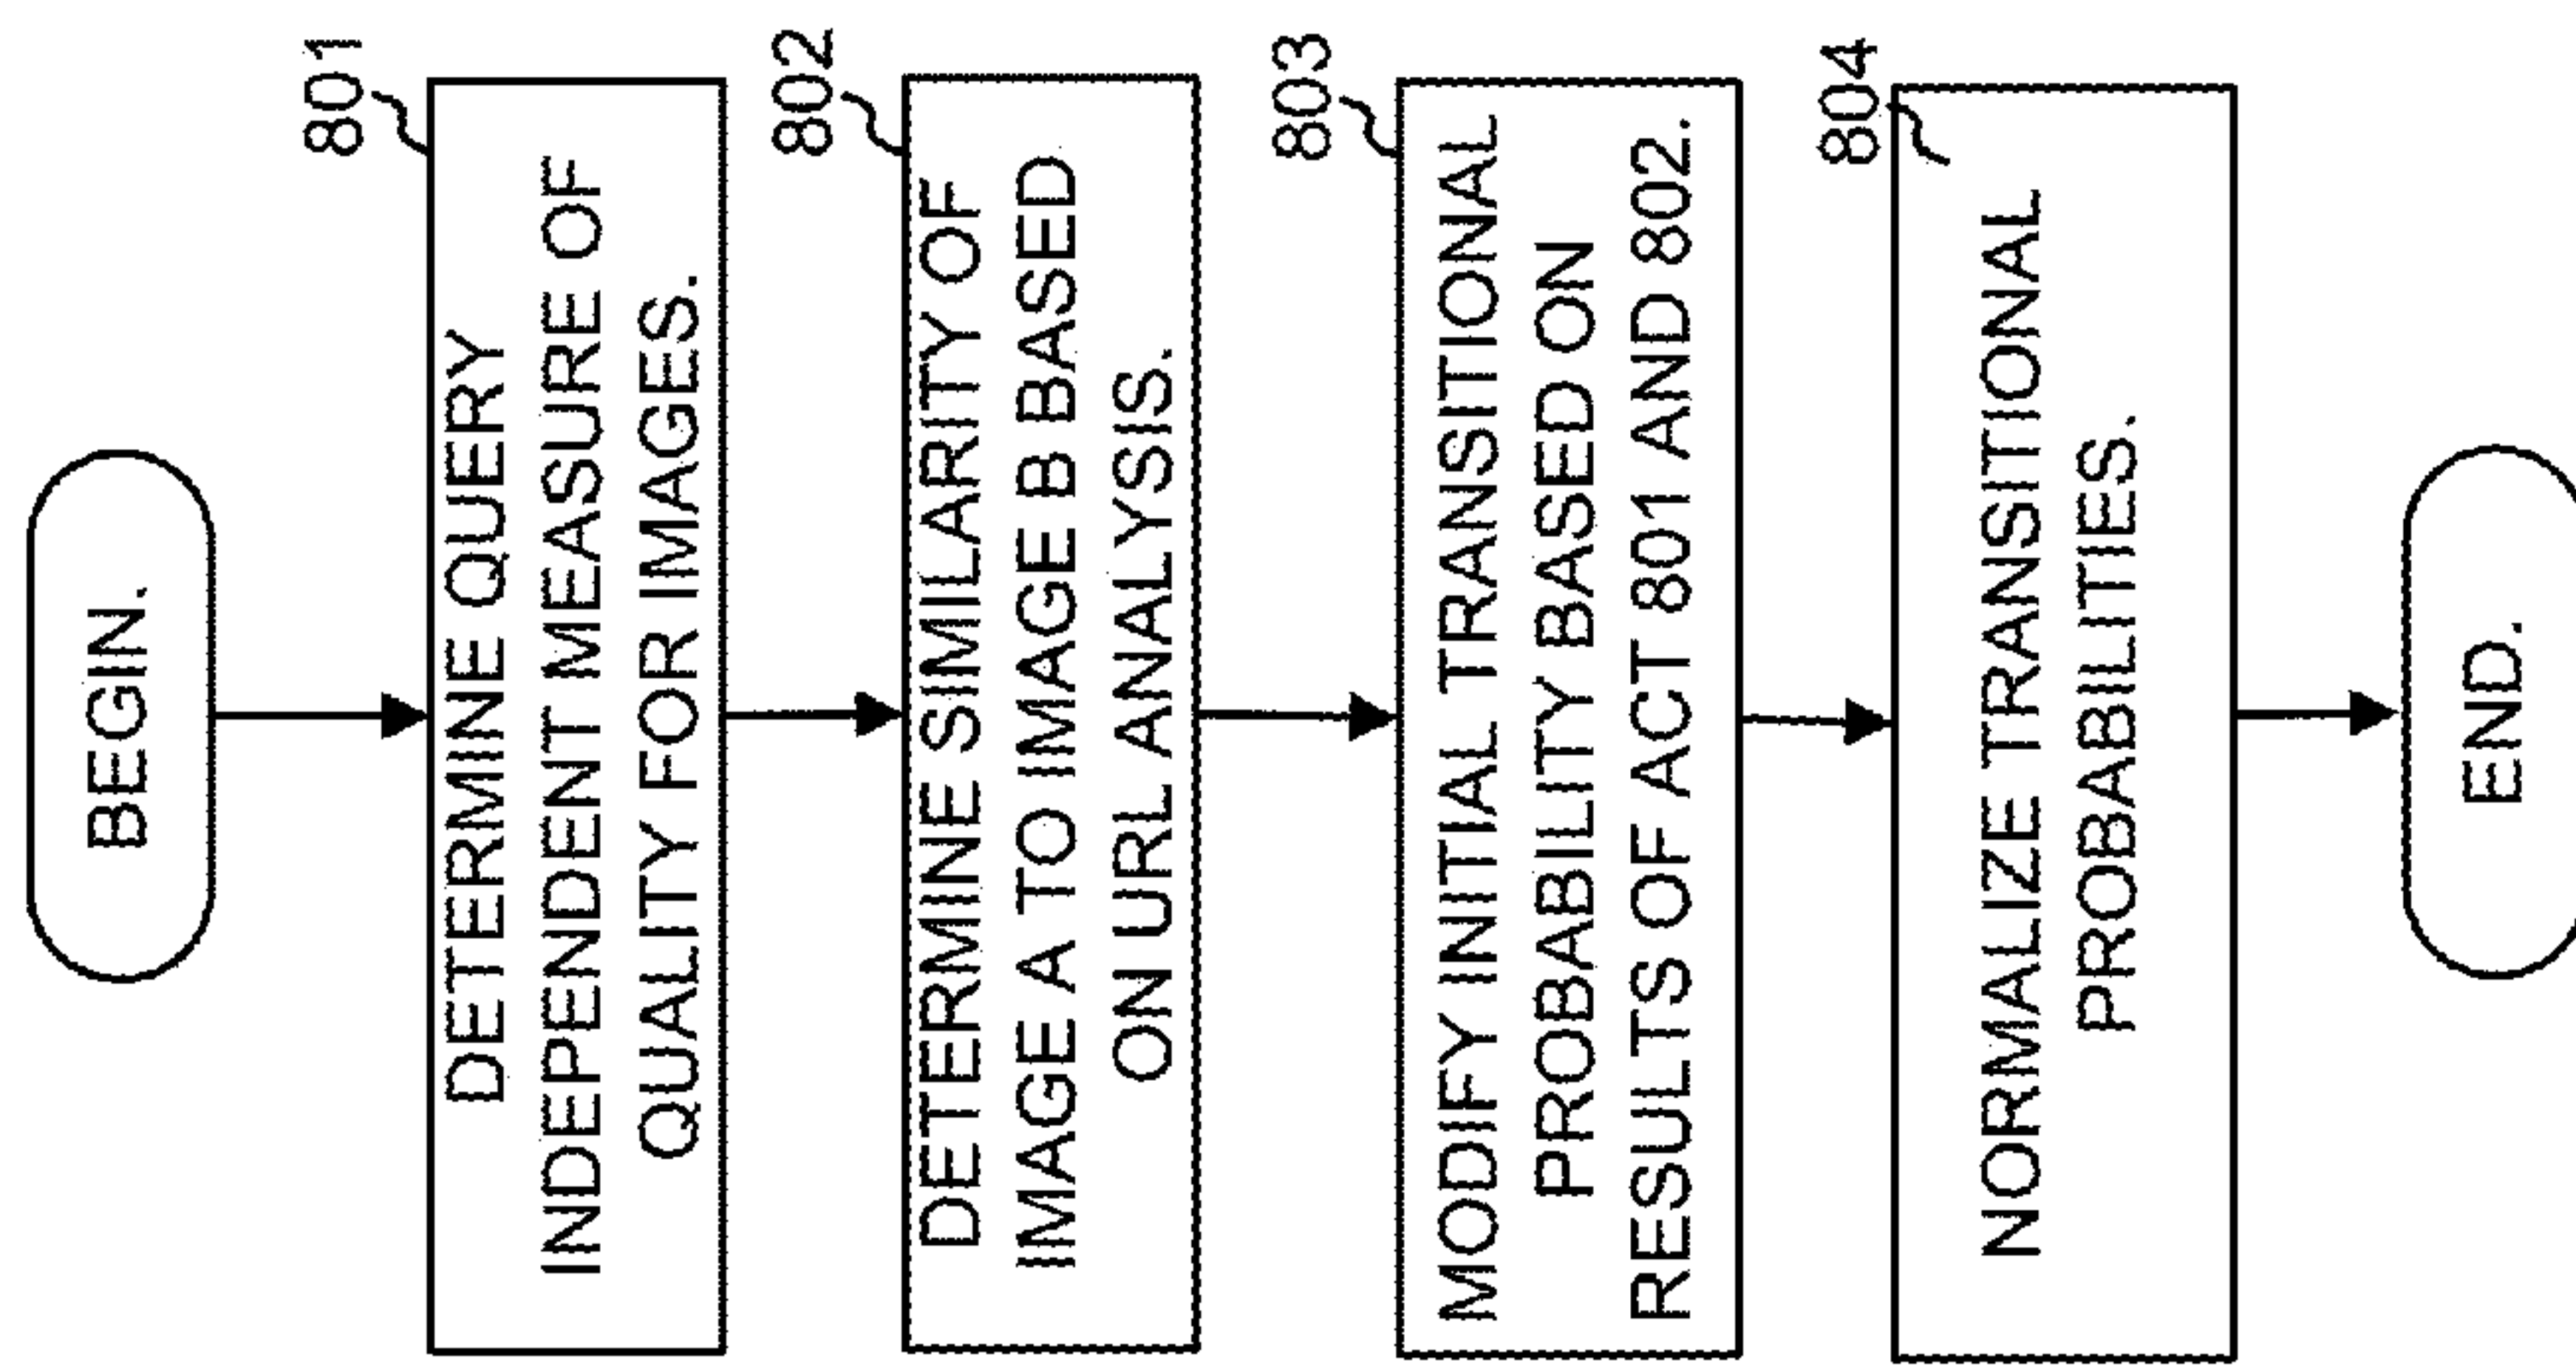 BEGIN.
801
DETERMINE QUERY
INDEPENDENT MEASURE OF
QUALITY FOR IMAGES.
802
DETERMINE SIMILARITY OF
IMAGE A TO IMAGE B BASED
ON URL ANALYSIS.
803
MODIFY INITIAL TRANSITIONAL
PROBABILITY BASED ON
RESULTS OF ACT 801 AND 802.
804
NORMALIZE TRANSITIONAL
PROBABILITIES.
END.